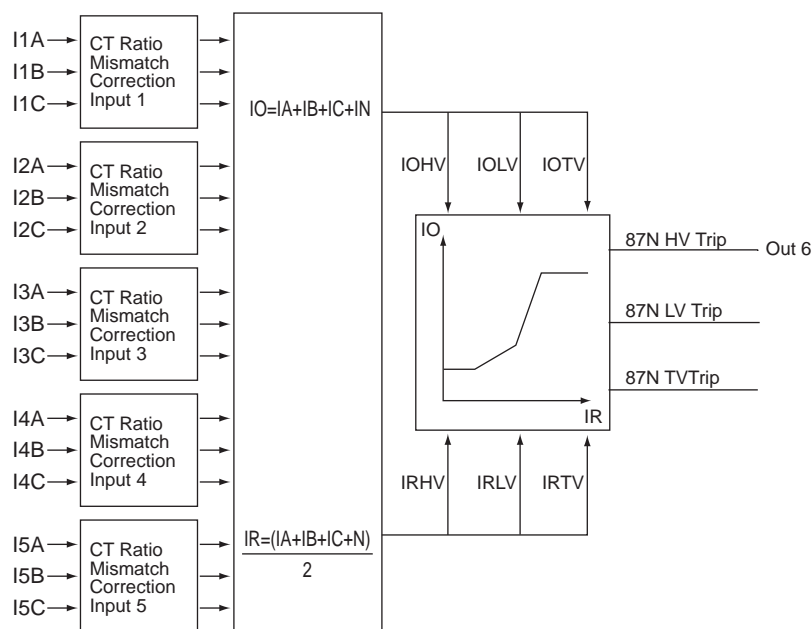 I1A
I1B
I1C
CT Ratio
Mismatch
Correction
Input 1
I2A
I2B
I2C
CT Ratio
Mismatch
Correction
Input 2
I3A
I3B
I3C
CT Ratio
Mismatch
Correction
Input 3
I4A
I4B
I4C
CT Ratio
Mismatch
Correction
Input 4
I5A
I5B
I5C
CT Ratio
Mismatch
Correction
Input 5
IO=IA+IB+IC+IN
IR=(IA+IB+IC+N)
2
IOHV
IOLV
IOTV
IO
IR
IRHV
IRLV
IRTV
87N HV Trip
Out 6
87N LV Trip
87N TVTrip